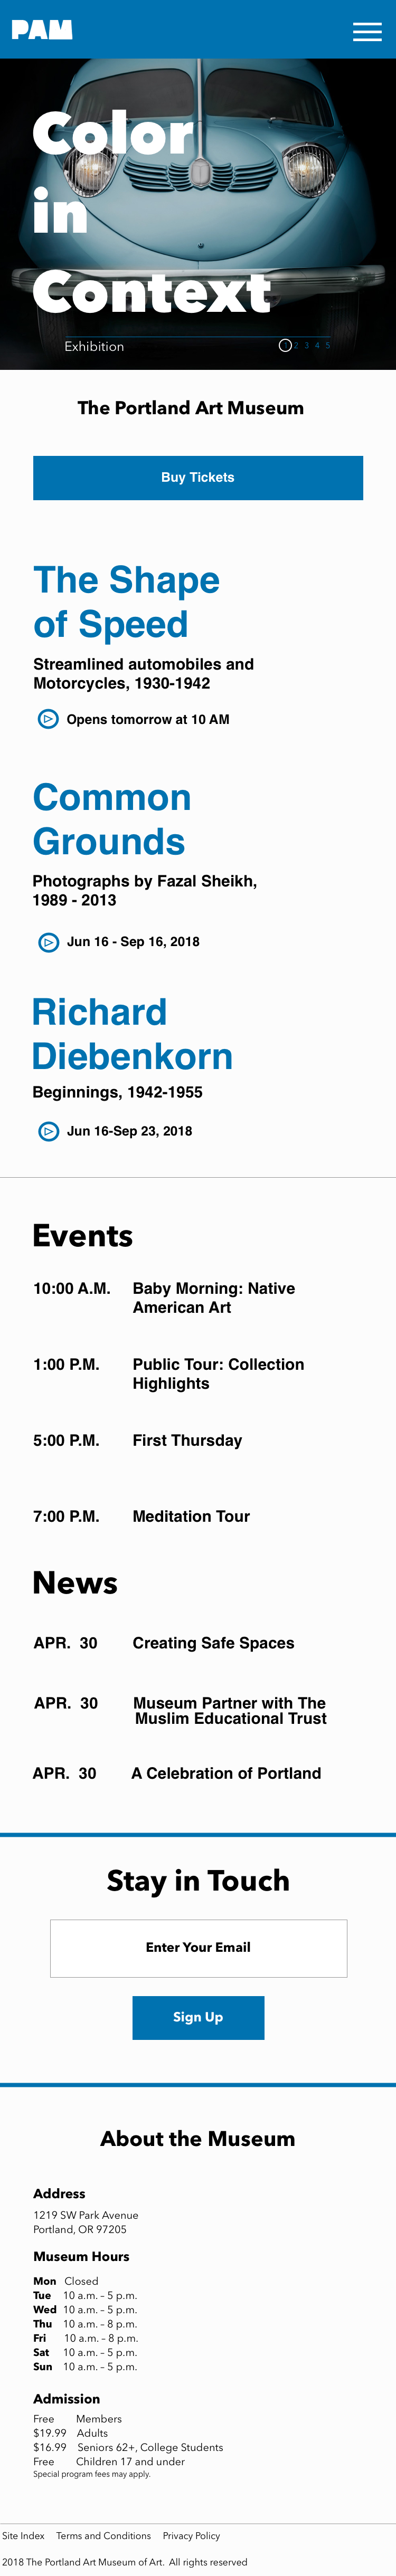 PAM
Color
in
Context
Exhibition
1 2 3 4 5
The Portland Art Museum
Buy Tickets
The Shape
of Speed
Streamlined automobiles and
Motorcycles, 1930-1942
Opens tomorrow at 10 AM
Common
Grounds
Photographs by Fazal Sheikh,
1989 - 2013
Jun 16 - Sep 16, 2018
Richard
Diebenkorn
Beginnings, 1942-1955
Jun 16-Sep 23, 2018
Events
10:00 A.M. Baby Morning: Native
American Art
1:00 P.M. Public Tour: Collection
Highlights
5:00 P.M. First Thursday
7:00 P.M. Meditation Tour
News
APR. 30 Creating Safe Spaces
APR. 30 Museum Partner with The
Muslim Educational Trust
APR. 30 A Celebration of Portland
Stay in Touch
Enter Your Email
Sign Up
About the Museum
Address
1219 SW Park Avenue
Portland, OR 97205
Museum Hours
Mon Closed
Tue 10 a.m. – 5 p.m.
Wed 10 a.m. – 5 p.m.
Thu 10 a.m. – 8 p.m.
Fri 10 a.m. – 8 p.m.
Sat 10 a.m. – 5 p.m.
Sun 10 a.m. – 5 p.m.
Admission
Free Members
$19.99 Adults
$16.99 Seniors 62+, College Students
Free Children 17 and under
Special program fees may apply.
Site Index Terms and Conditions Privacy Policy
2018 The Portland Art Museum of Art. All rights reserved